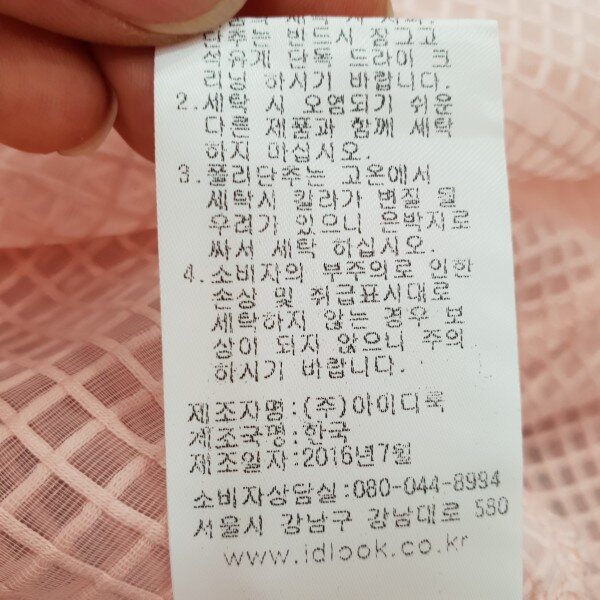 단추는 반드시 잠그고
석유계 단독 드라이 크
리닝 하시기 바랍니다.
2.세탁 시 오염되기 쉬운
다른 제품과 함께 세탁
하지 마십시오.
3.폴리단추는 고온에서
세탁시 칼라가 변질 될
우려가 있으니 은박지로
싸서 세탁 하십시오.
4.소비자의 부주의로 인한
손상 및 취급표시대로
세탁하지 않는 경우 보
상이 되지 않으니 주의
하시기 바랍니다.
제조자명:(주)아이디룩
제조국명:한국
제조일자:2016년7월
소비자상담실:080-044-8994
서울시 강남구 강남대로 580
www.idlook.co.kr